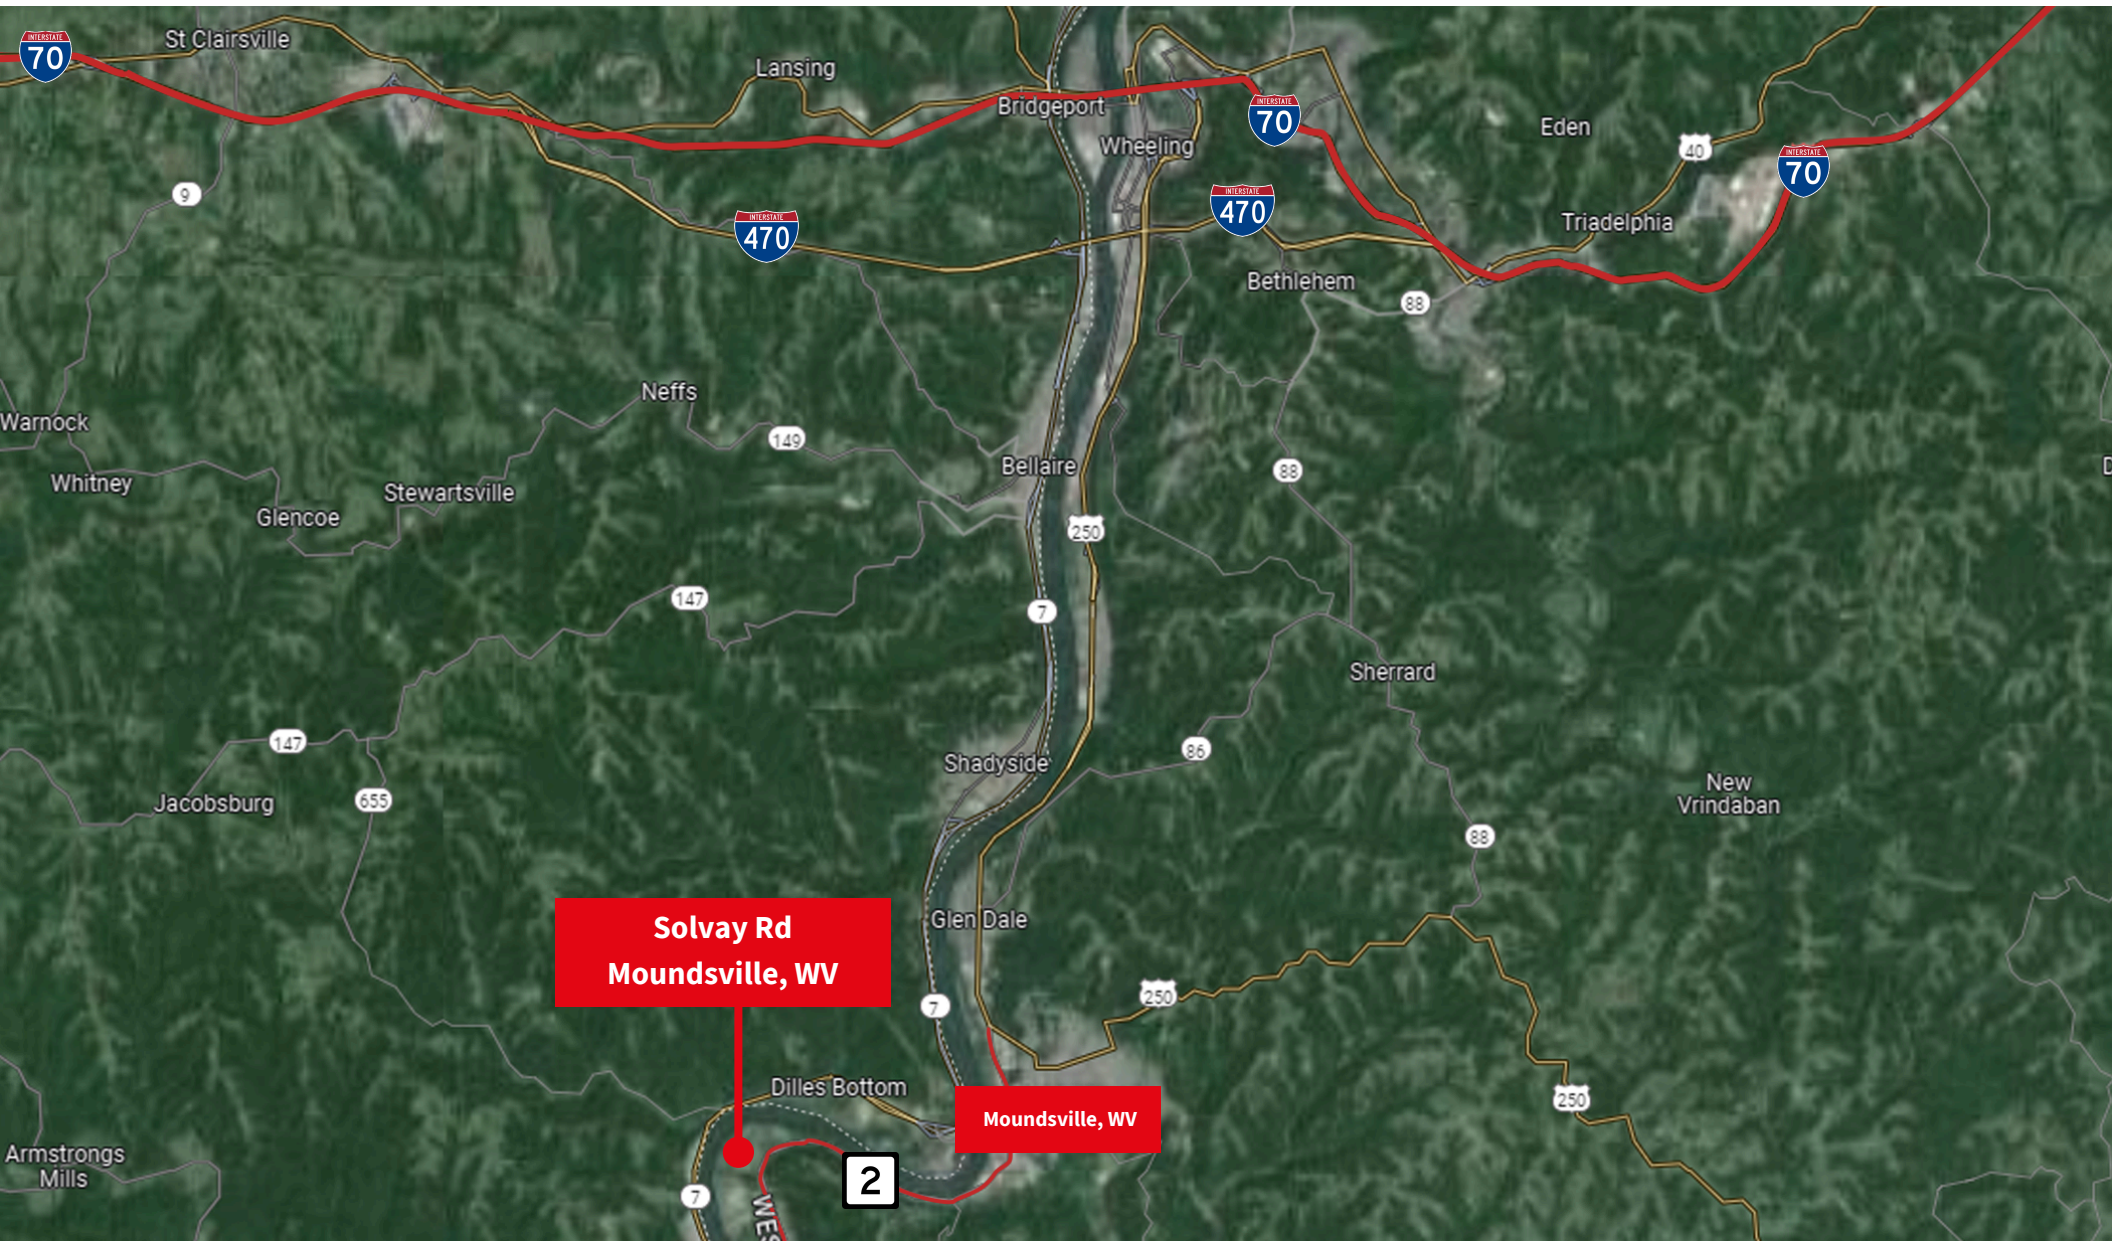 St Clairsville
INTERSTATE
70
Lansing
Bridgeport
INTERSTATE
70
Wheeling
Eden
40
INTERSTATE
70
9
INTERSTATE
470
INTERSTATE
470
Triadelphia
Bethlehem
88
Neffs
Warnock
149
Bellaire
88
Whitney
Stewartsville
Glencoe
250
147
7
Sherrard
147
86
Shadyside
New
Vrindaban
Jacobsburg
655
88
Solvay Rd
Moundsville, WV
Glen Dale
250
7
Dilles Bottom
250
Moundsville, WV
Armstrongs
Mills
2
7
WES